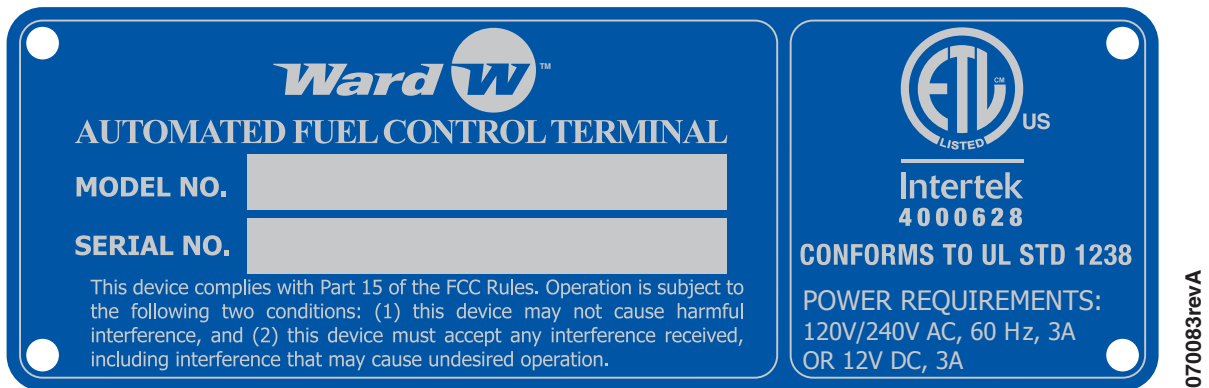 Ward W™
AUTOMATED FUEL CONTROL TERMINAL
MODEL NO.
SERIAL NO.
This device complies with Part 15 of the FCC Rules. Operation is subject to
the following two conditions: (1) this device may not cause harmful
interference, and (2) this device must accept any interference received,
including interference that may cause undesired operation.
ETL CM
LISTED
US
Intertek
4000628
CONFORMS TO UL STD 1238
POWER REQUIREMENTS:
120V/240V AC, 60 Hz, 3A
OR 12V DC, 3A
070083revA